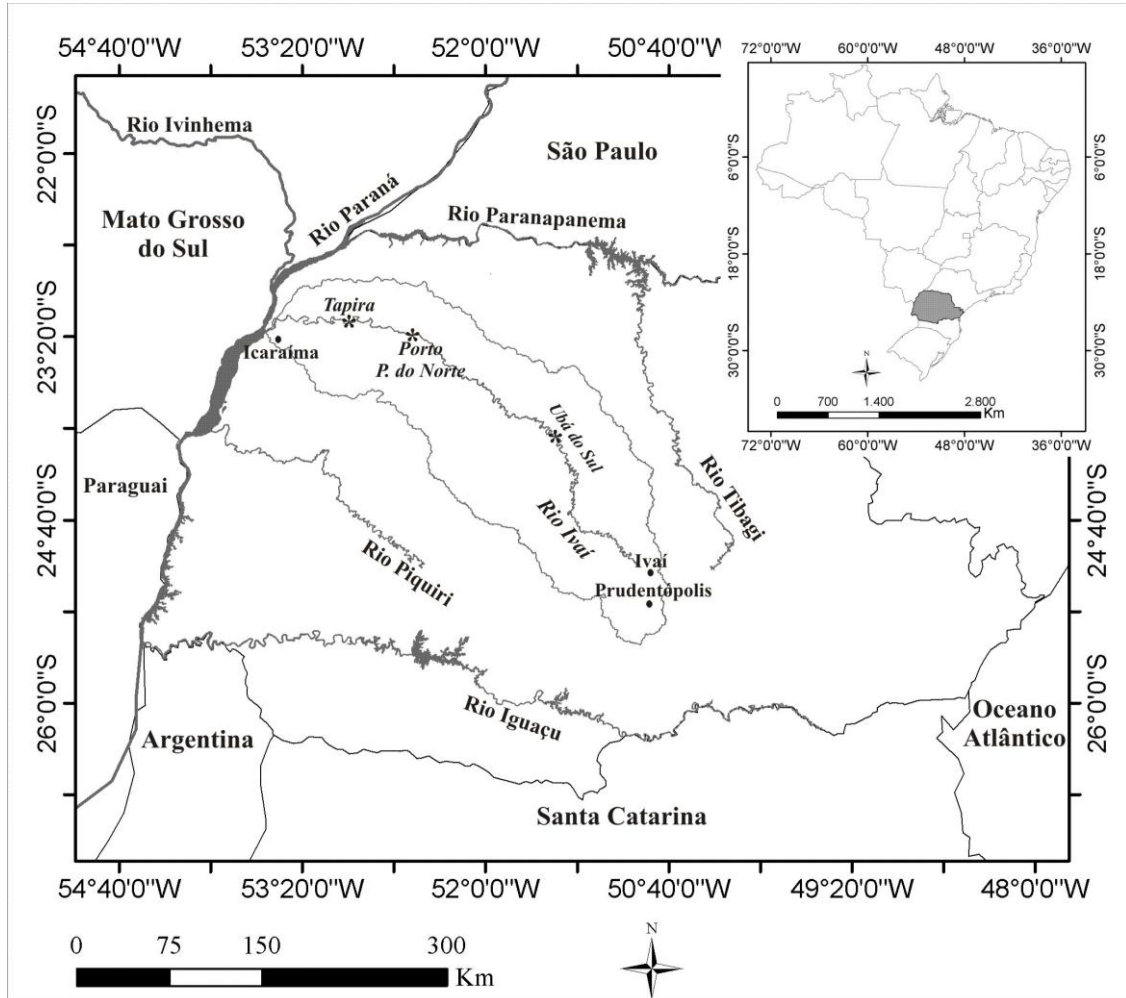 54°40'0"W 53°20'0"W 52°0'0"W 50°40'0"W
72°0'0"W 60°0'0"W 48°0'0"W 36°0'0"W
Rio Ivinhema
São Paulo
22°0'0"S
6°0'0"S
6°0'0"S
Rio Paraná
Mato Grosso
do Sul
Rio Paranapanema
18°0'0"S
18°0'0"S
Tapira
23°20'0"S
Icaraíma
Porto
P. do Norte
30°0'0"S
30°0'0"S
N
0 700 1.400 2.800
Km
72°0'0"W 60°0'0"W 48°0'0"W 36°0'0"W
Ubá do Sul
Paraguai
Rio Tibagi
24°40'0"S
24°40'0"S
Rio Ivaí
Rio Piquiri
Ivaí
Prudentópolis
26°0'0"S
26°0'0"S
Rio Iguaçu
Oceano
Atlântico
Argentina
Santa Catarina
54°40'0"W 53°20'0"W 52°0'0"W 50°40'0"W 49°20'0"W 48°0'0"W
0 75 150 300
Km
N